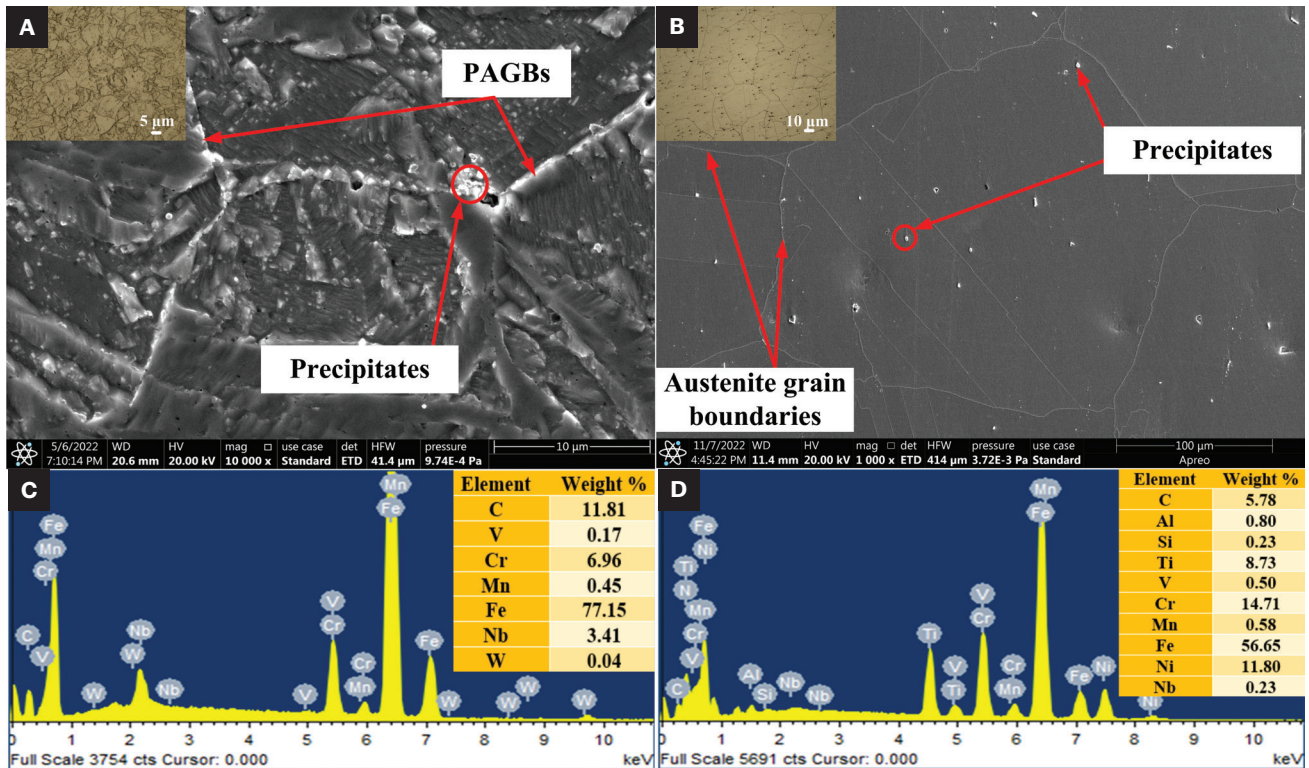 A
5 μm
PAGBs
Precipitates
5/6/2022 WD HV mag □ use case det HFW pressure
7:10:14 PM 20.6 mm 20.00 kV 10 000 x Standard ETD 41.4 μm 9.74E-4 Pa
10 μm
B
10 μm
Precipitates
Austenite grain
boundaries
11/7/2022 WD HV mag □ det HFW pressure use case
4:45:22 PM 11.4 mm 20.00 kV 1 000 x ETD 414 μm 3.72E-3 Pa Standard
100 μm
Apreo
C
Element Weight %
C 11.81
V 0.17
Cr 6.96
Mn 0.45
Fe 77.15
Nb 3.41
W 0.04
Fe
Mn
Cr
C
V
Nb
W
W
Nb
V
Cr
V
Cr
Mn
Mn
Fe
Fe
W
W
W
W
0 1 2 3 4 5 6 7 8 9 10
Full Scale 3754 cts Cursor: 0.000 keV
D
Element Weight %
C 5.78
Al 0.80
Si 0.23
Ti 8.73
V 0.50
Cr 14.71
Mn 0.58
Fe 56.65
Ni 11.80
Nb 0.23
Fe
Ni
Ti
N
Mn
Cr
V
C
Al
Si
Nb
Nb
Ti
V
Ti
V
Cr
Cr
Mn
Mn
Fe
Fe
Ni
Ni
0 1 2 3 4 5 6 7 8 9 10
Full Scale 5691 cts Cursor: 0.000 keV